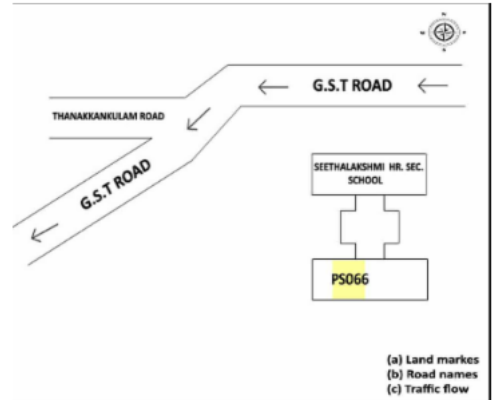 G.S.T ROAD
THANAKKANKULAM ROAD
G.S.T ROAD
SEETHALAKSHMI HR. SEC.
SCHOOL
PS066
(a) Land markes
(b) Road names
(c) Traffic flow